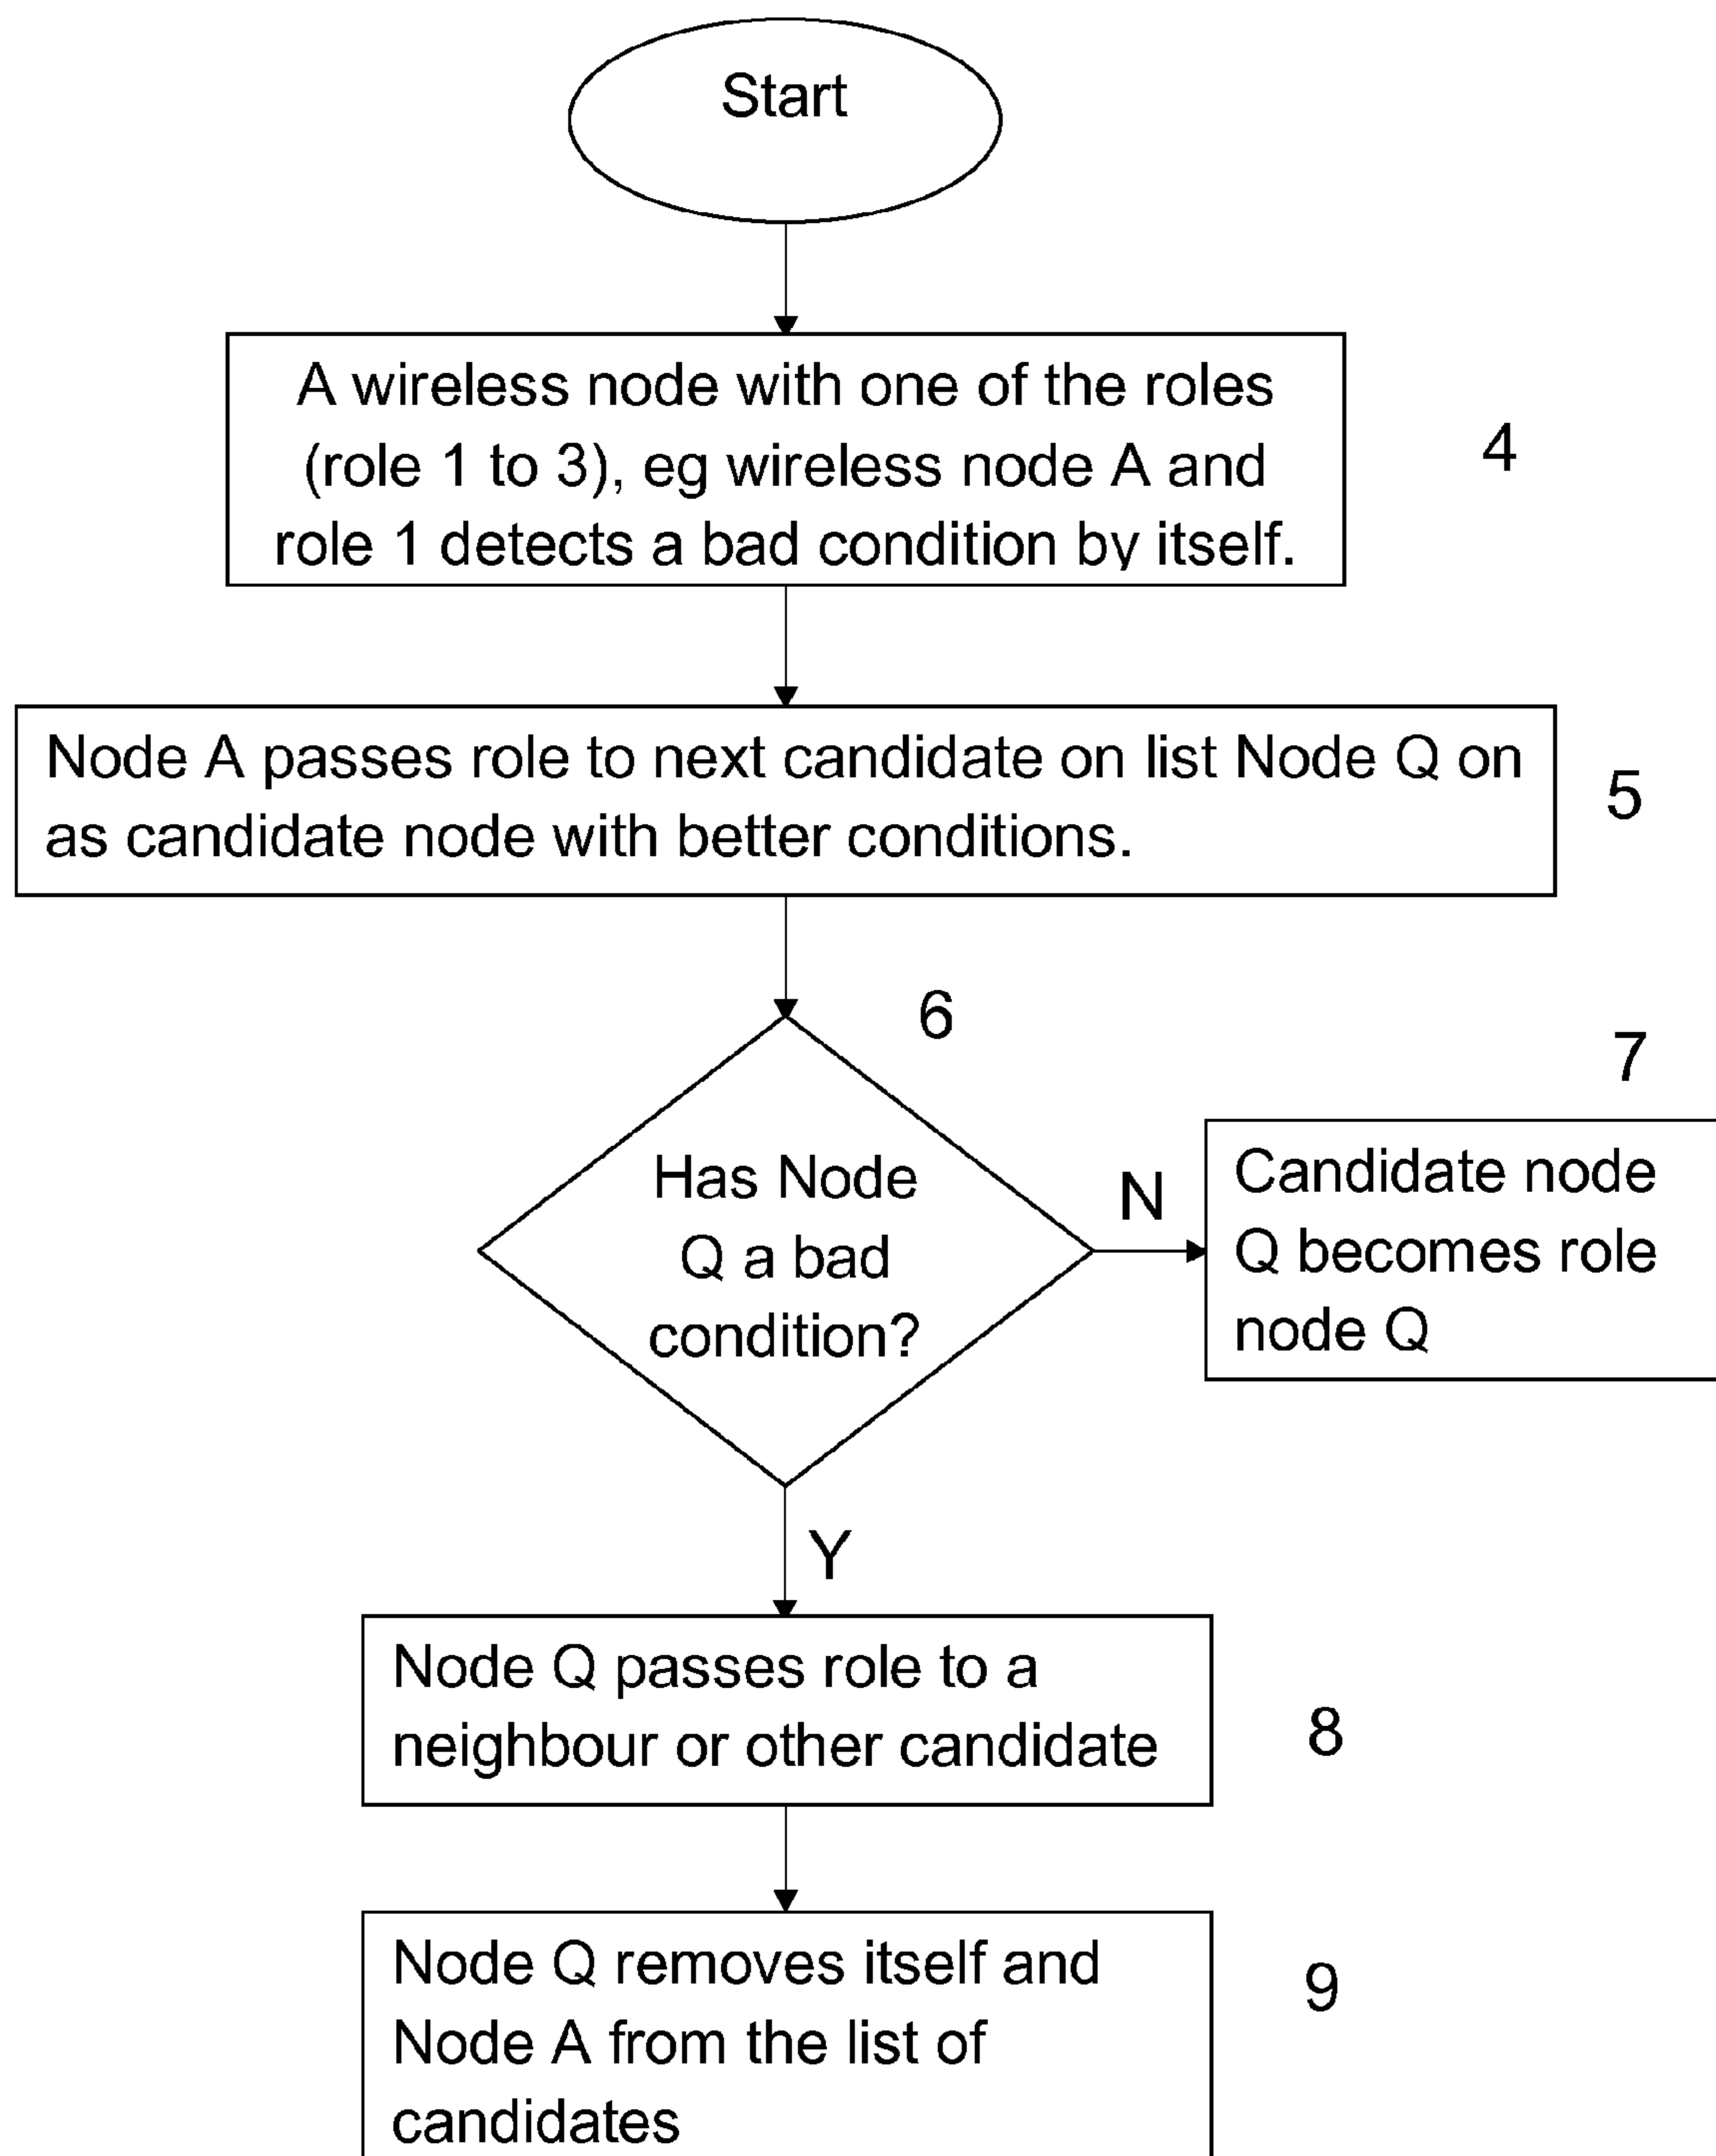 Start
A wireless node with one of the roles
(role 1 to 3), eg wireless node A and
role 1 detects a bad condition by itself.
4
Node A passes role to next candidate on list Node Q on
as candidate node with better conditions.
5
6
Has Node
Q a bad
condition?
N
7
Candidate node
Q becomes role
node Q
Y
Node Q passes role to a
neighbour or other candidate
8
Node Q removes itself and
Node A from the list of
candidates
9